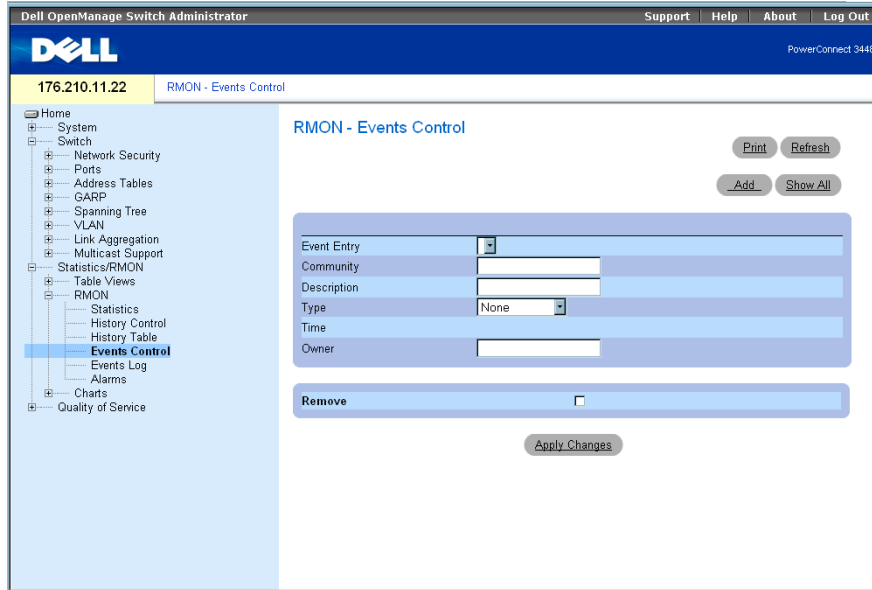 Dell OpenManage Switch Administrator
Support | Help | About | Log Out
DELL
PowerConnect 3448
176.210.11.22
RMON - Events Control
Home
System
Switch
Network Security
Ports
Address Tables
GARP
Spanning Tree
VLAN
Link Aggregation
Multicast Support
Statistics/RMON
Table Views
RMON
Statistics
History Control
History Table
Events Control
Events Log
Alarms
Charts
Quality of Service
RMON - Events Control
Print Refresh
Add Show All
Event Entry
Community
Description
Type None
Time
Owner
Remove
Apply Changes